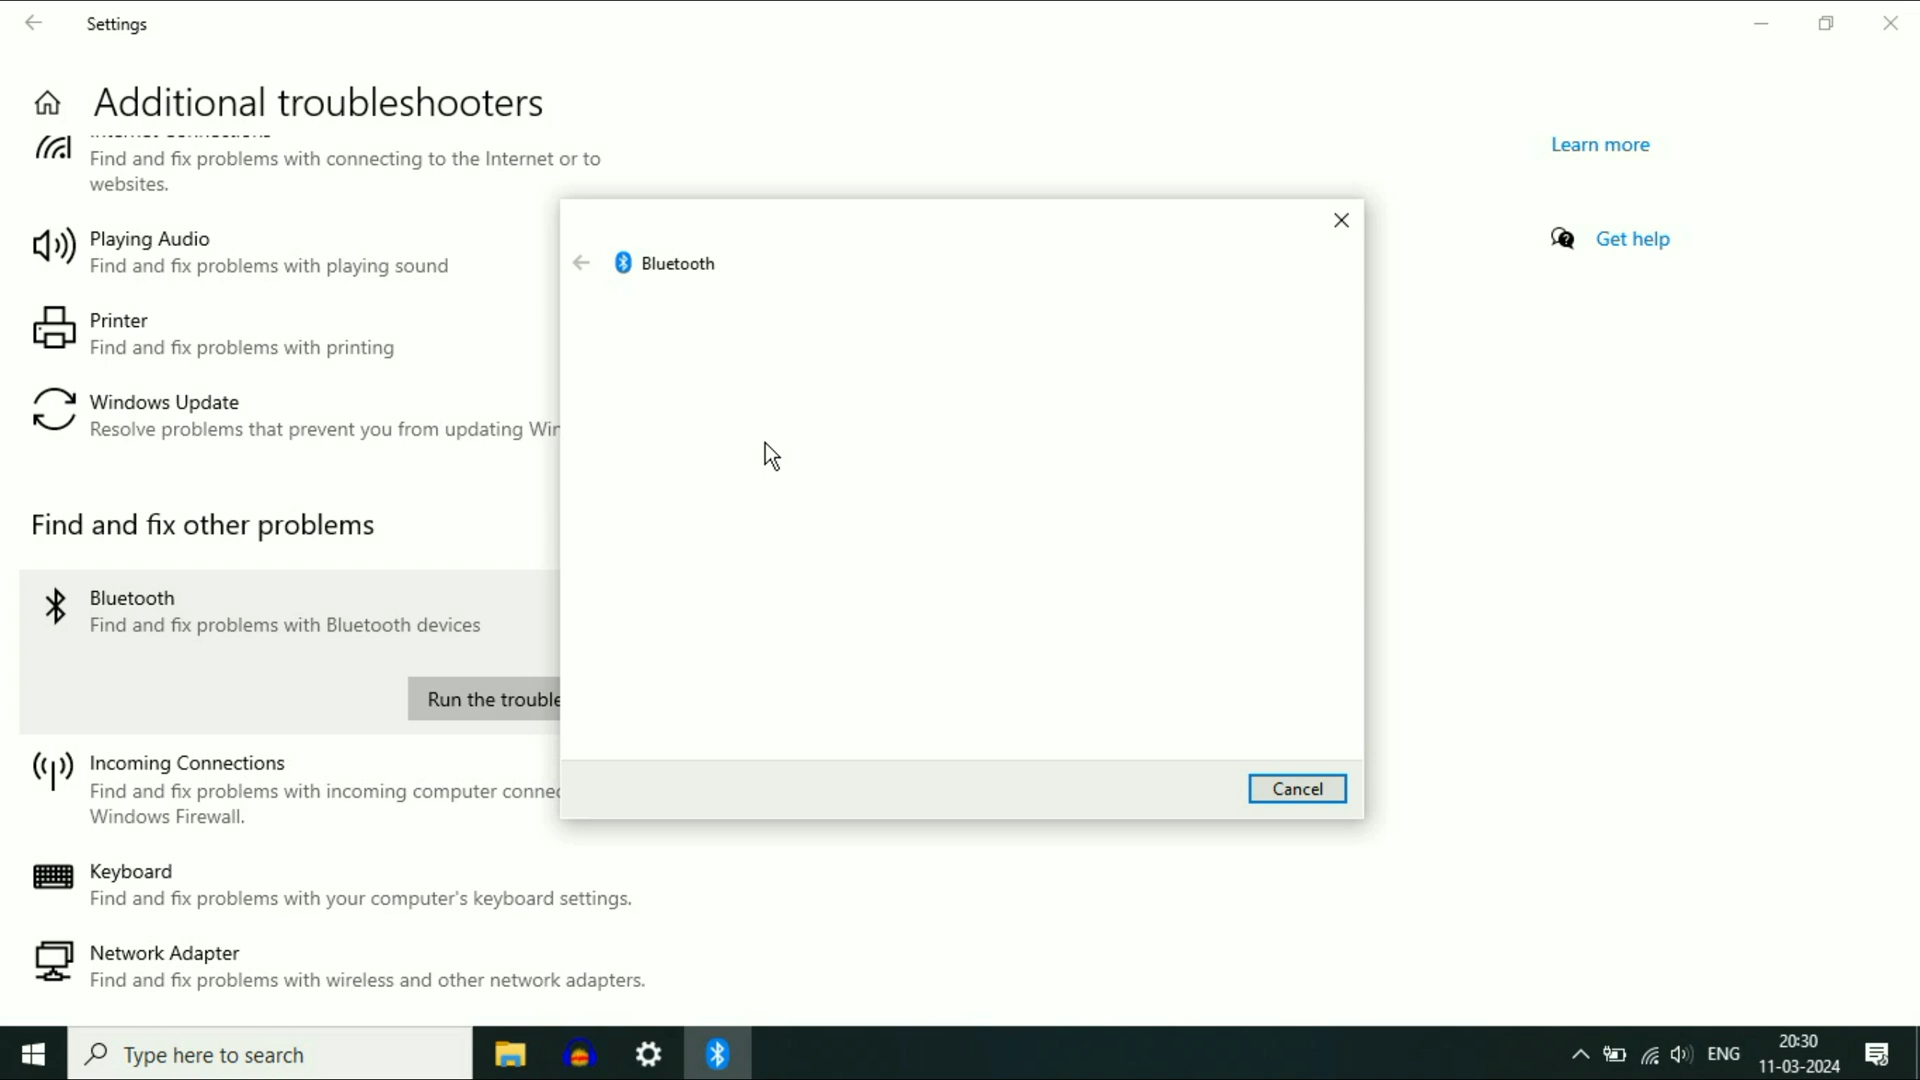 Settings
Additional troubleshooters
Find and fix problems with connecting to the Internet or to
websites.
Playing Audio
Find and fix problems with playing sound
Printer
Find and fix problems with printing
Windows Update
Resolve problems that prevent you from updating Win
Find and fix other problems
Bluetooth
Find and fix problems with Bluetooth devices
Run the trouble
Incoming Connections
Find and fix problems with incoming computer connec
Windows Firewall.
Keyboard
Find and fix problems with your computer's keyboard settings.
Network Adapter
Find and fix problems with wireless and other network adapters.
Bluetooth
Cancel
Learn more
Get help
Type here to search
ENG
20:30
11-03-2024